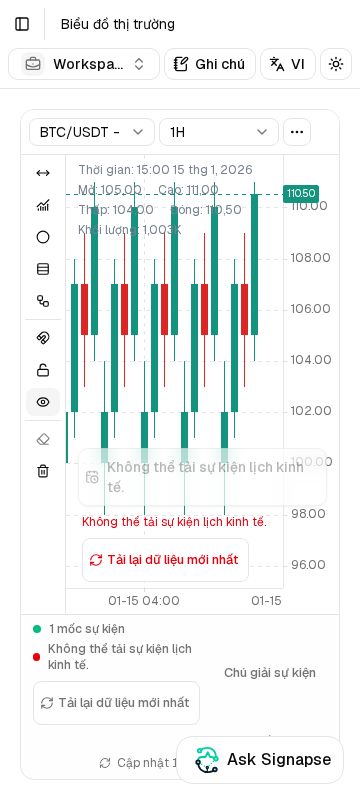 Biểu đồ thị trường
Workspa...
Ghi chú
VI
BTC/USDT –
1H
Thời gian: 15:00 15 thg 1, 2026
Mở: 105,00 Cao: 111,00
Thấp: 104,00 Đóng: 110,50
Khối lượng: 1,003K
110.50
110.00
108.00
106.00
104.00
102.00
100.00
98.00
96.00
Không thể tải sự kiện lịch kinh
tế.
Không thể tải sự kiện lịch kinh tế.
Tải lại dữ liệu mới nhất
01-15 04:00
01-15
1 mốc sự kiện
Không thể tải sự kiện lịch
kinh tế.
Chú giải sự kiện
Tải lại dữ liệu mới nhất
Cập nhật
Ask Signapse